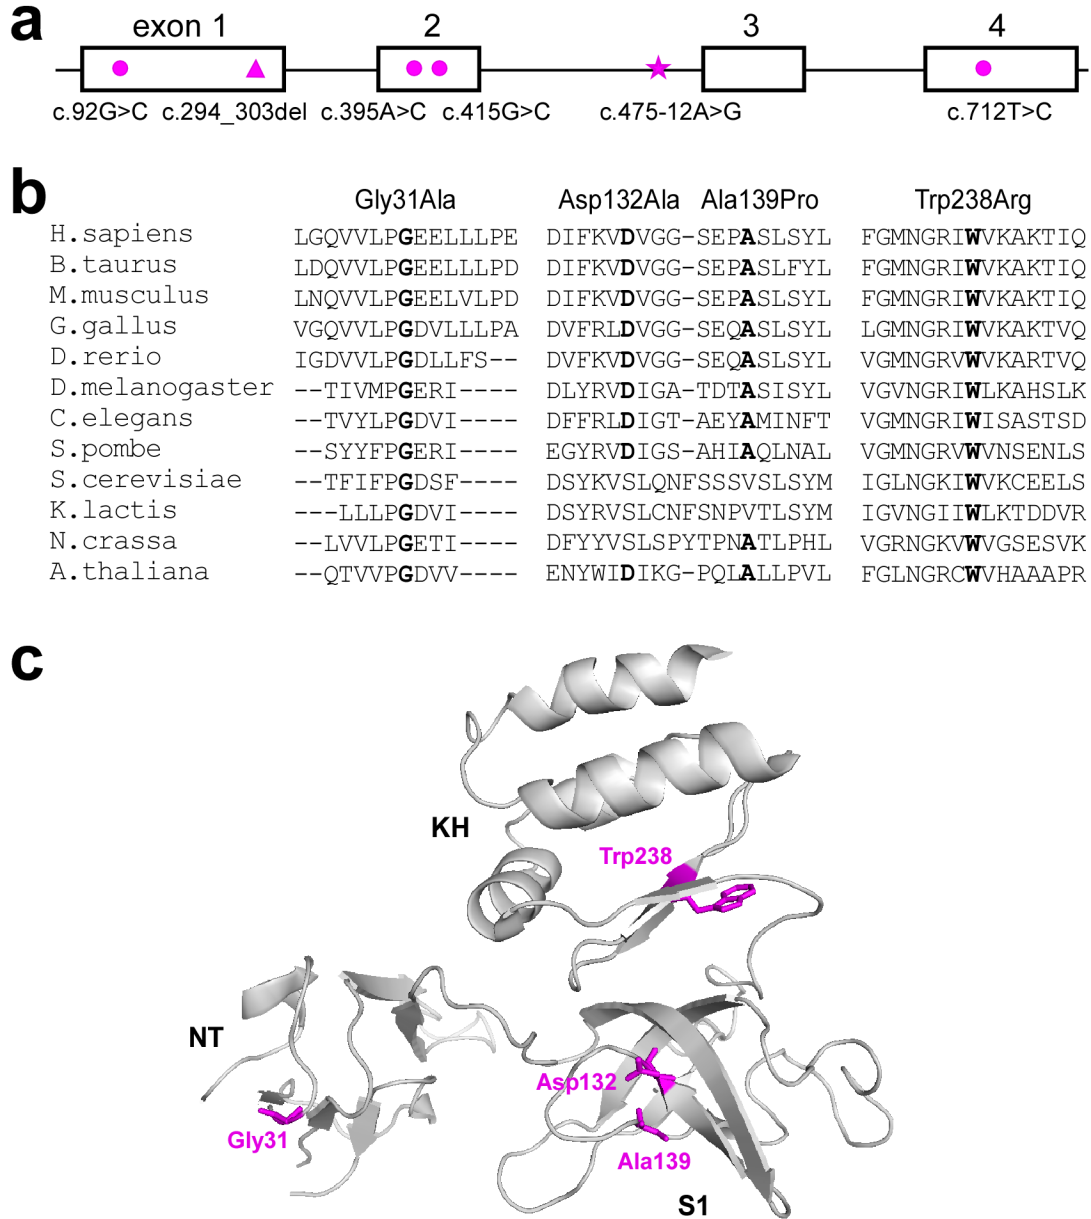 a
exon 1 2 3 4
c.92G>C c.294_303del c.395A>C c.415G>C c.475-12A>G c.712T>C
b
Gly31Ala Asp132Ala Ala139Pro Trp238Arg
H.sapiens LGQVVLPGEELLLPE DIFKVDVGG-SEPASLSYL FGMNGRIWVKAKTIQ
B.taurus LDQVVLPGEELLLPD DIFKVDVGG-SEPASLFYL FGMNGRIWVKAKTIQ
M.musculus LNQVVLPGEELVLPD DIFKVDVGG-SEPASLSYL FGMNGRIWVKAKTIQ
G.gallus VGQVVLPGDVLLLPA DVFRLDVGG-SEQASLSYL LGMNGRIWVKAKTVQ
D.rerio IGDVVLPGDLLFS-- DVFKVDVGG-SEQASLSYL VGMNGRVWVKARTVQ
D.melanogaster --TIVMPGERI---- DLYRVDIGA-TDTASISYL VGVNGRIWLKAHSLK
C.elegans --TVYLPGDVI---- DFFRLDIGT-AEYAMINFT VGMNGRIWISASTSD
S.pombe --SYYFPGERI---- EGYRVDIGS-AHIAQLNAL VGMNGRVWVNSENLS
S.cerevisiae --TFIFPGDSF---- DSYKVSLQNFSSSVSLSYM IGLNGKIWVKCEELS
K.lactis ---LLLPGDVI---- DSYRVSLCNFSNPVTLSYM IGVNGIIWLKTDDVR
N.crassa --LVVLPGETI---- DFYYVSLSPYTPNATLPHL VGRNGKVWVGSESVK
A.thaliana --QTVVPGDVV---- ENYWIDIKG-PQLALLPVL FGLNGRCWVHAAAPR
c
KH
Trp238
NT
Asp132
Gly31
Ala139
S1